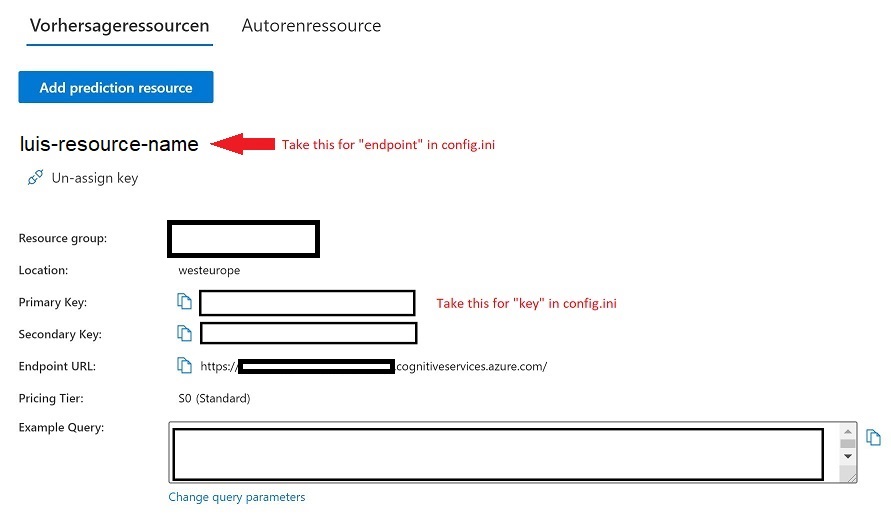 Vorhersageressourcen Autorenressource
Add prediction resource
luis-resource-name Take this for "endpoint" in config.ini
Un-assign key
Resource group:
Location: westeurope
Primary Key: Take this for "key" in config.ini
Secondary Key:
Endpoint URL: https:// .cognitiveservices.azure.com/
Pricing Tier: S0 (Standard)
Example Query:
Change query parameters